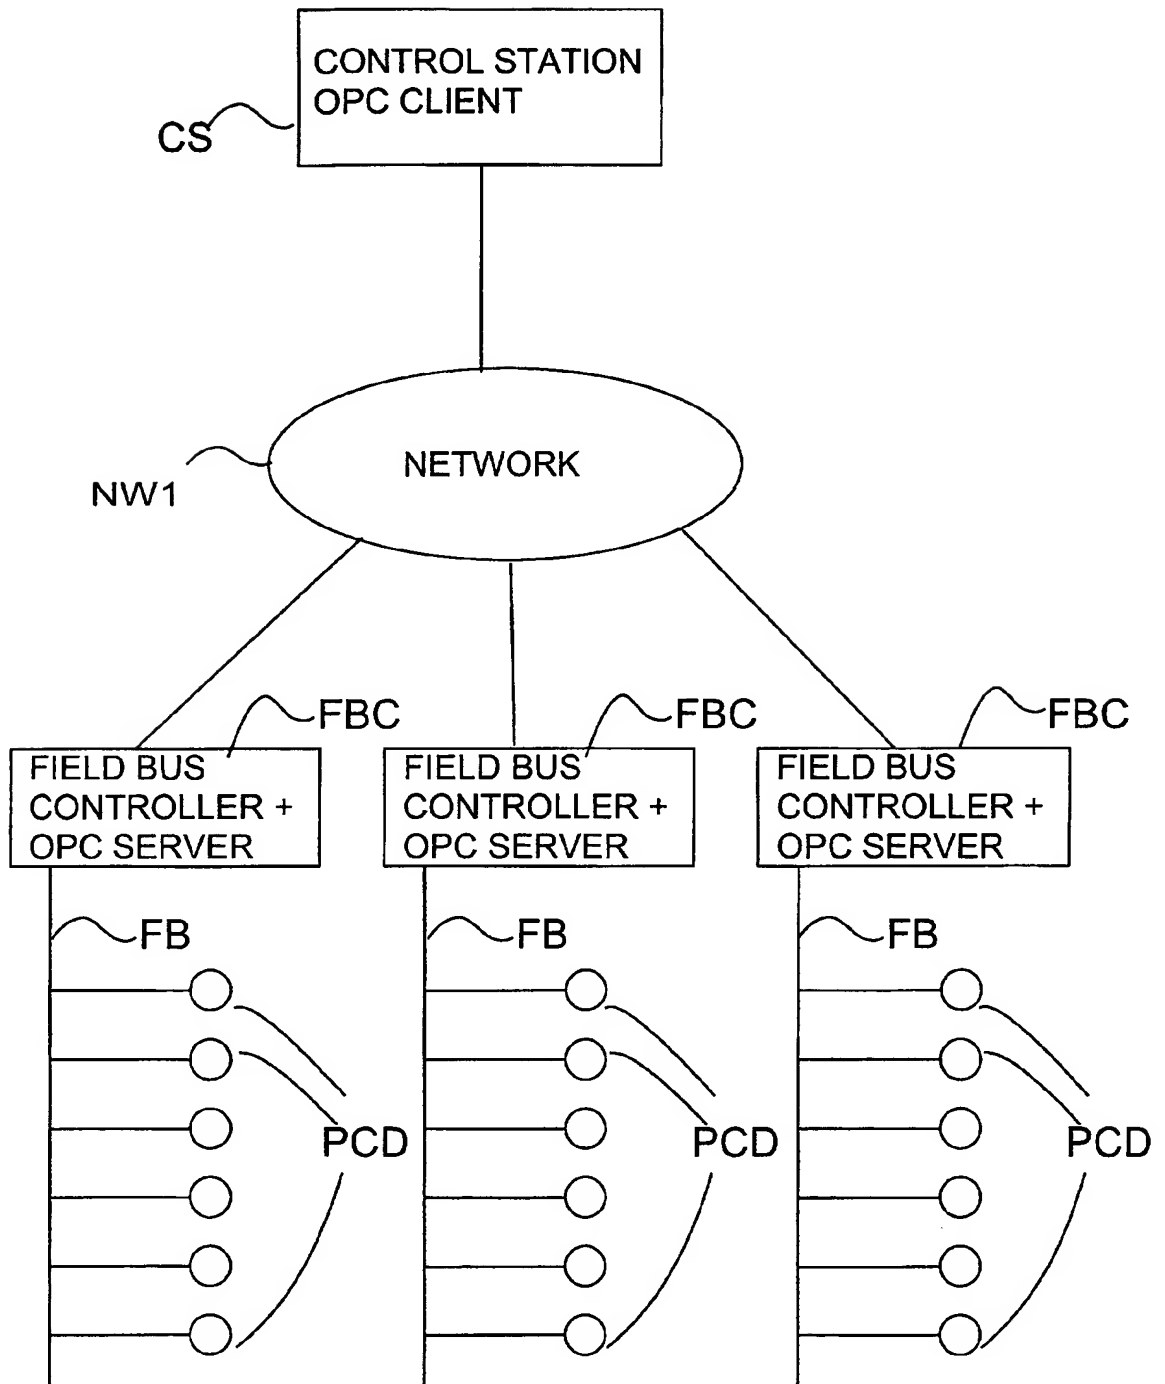 CONTROL STATION
OPC CLIENT
CS
NETWORK
NW1
FBC
FBC
FBC
FIELD BUS
CONTROLLER +
OPC SERVER
FIELD BUS
CONTROLLER +
OPC SERVER
FIELD BUS
CONTROLLER +
OPC SERVER
FB
FB
FB
PCD
PCD
PCD